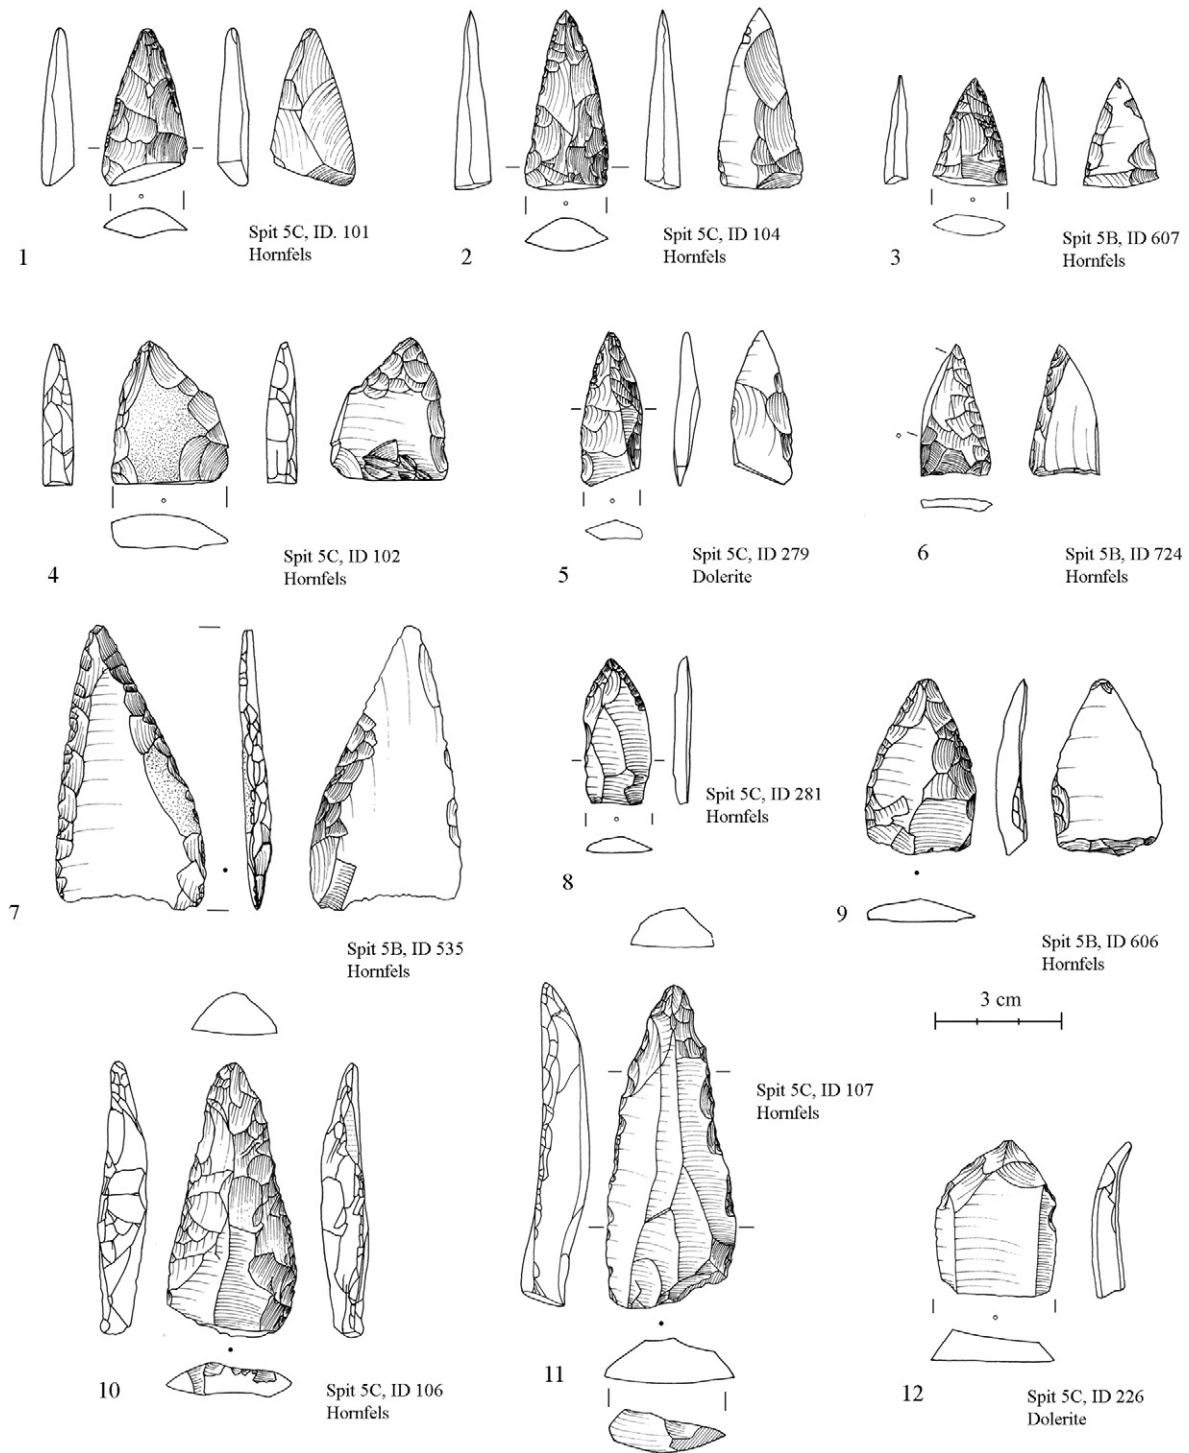 Spit 5C, ID. 101
Hornfels
1
Spit 5C, ID 104
Hornfels
2
Spit 5B, ID 607
Hornfels
3
Spit 5C, ID 102
Hornfels
4
Spit 5C, ID 279
Dolerite
5
Spit 5B, ID 724
Hornfels
6
Spit 5B, ID 535
Hornfels
7
Spit 5C, ID 281
Hornfels
8
Spit 5B, ID 606
Hornfels
9
3 cm
Spit 5C, ID 106
Hornfels
10
Spit 5C, ID 107
Hornfels
11
Spit 5C, ID 226
Dolerite
12